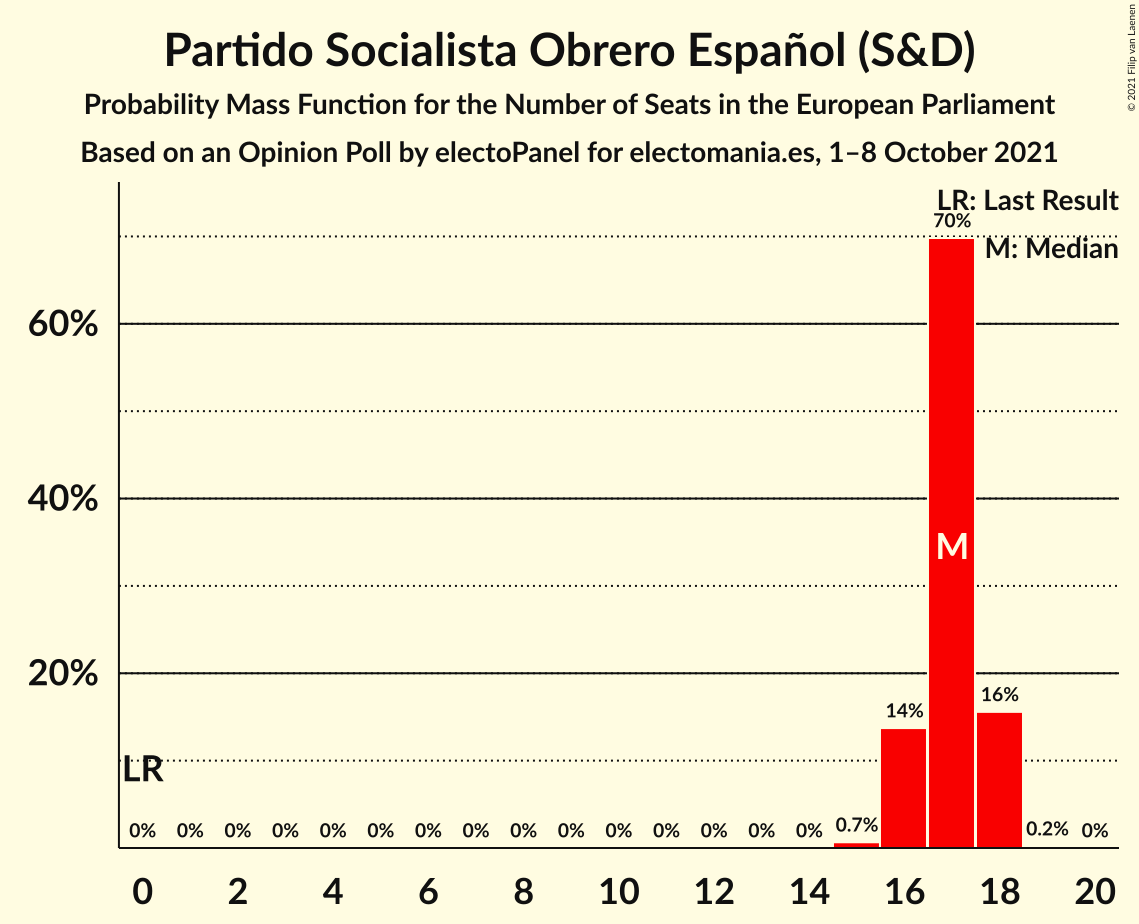 Partido Socialista Obrero Español (S&D)
Probability Mass Function for the Number of Seats in the European Parliament
Based on an Opinion Poll by electoPanel for electomania.es, 1–8 October 2021
© 2021 Filip van Laenen
LR: Last Result
70%
M: Median
60%
40%
M
20%
16%
14%
LR
0% 0% 0% 0% 0% 0% 0% 0% 0% 0% 0% 0% 0% 0% 0% 0.7% 0.2% 0%
0 2 4 6 8 10 12 14 16 18 20